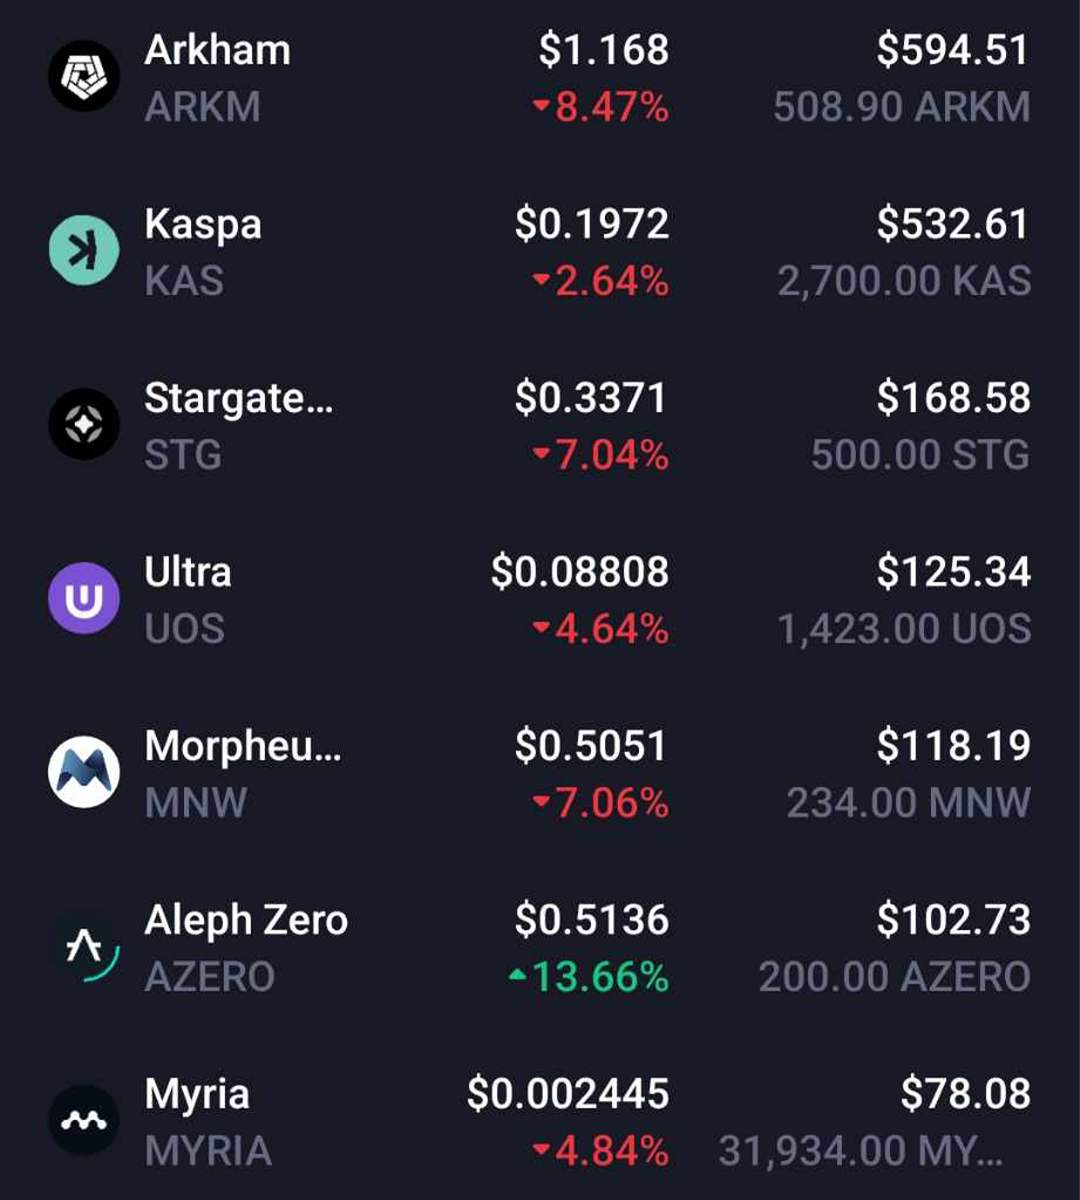 Arkham $1.168 $594.51
ARKM ▼8.47% 508.90 ARKM
Kaspa $0.1972 $532.61
KAS ▼2.64% 2,700.00 KAS
Stargate... $0.3371 $168.58
STG ▼7.04% 500.00 STG
Ultra $0.08808 $125.34
UOS ▼4.64% 1,423.00 UOS
Morpheu... $0.5051 $118.19
MNW ▼7.06% 234.00 MNW
Aleph Zero $0.5136 $102.73
AZERO ▲13.66% 200.00 AZERO
Myria $0.002445 $78.08
MYRIA ▼4.84% 31,934.00 MY...